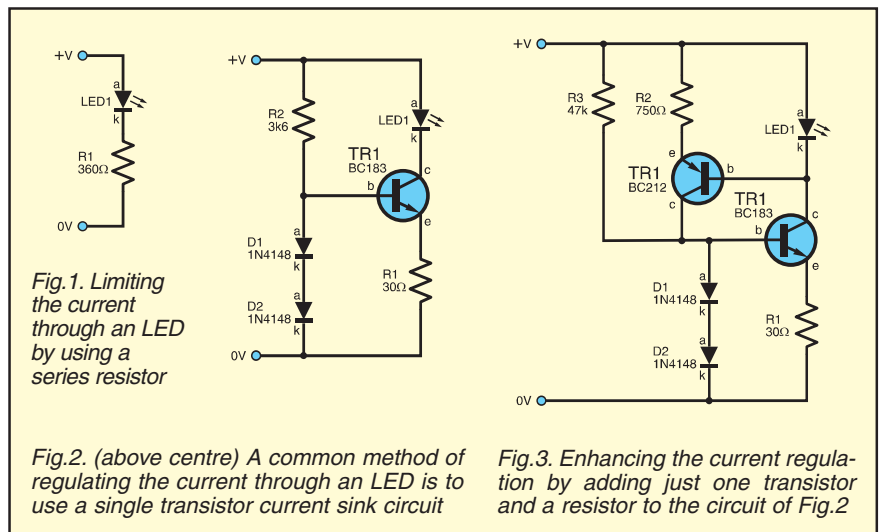 +V
a
LED1
k
R1
360Ω
0V
Fig.1. Limiting
the current
through an LED
by using a
series resistor
+V
R2
3k6
a
LED1
k
TR1
BC183
b
c
e
a
D1
1N4148
k
a
D2
1N4148
k
R1
30Ω
0V
Fig.2. (above centre) A common method of
regulating the current through an LED is to
use a single transistor current sink circuit
+V
R3
47k
R2
750Ω
a
LED1
k
e
TR1
BC212
b
c
TR1
BC183
b
c
e
a
D1
1N4148
k
a
D2
1N4148
k
R1
30Ω
0V
Fig.3. Enhancing the current regula-
tion by adding just one transistor
and a resistor to the circuit of Fig.2